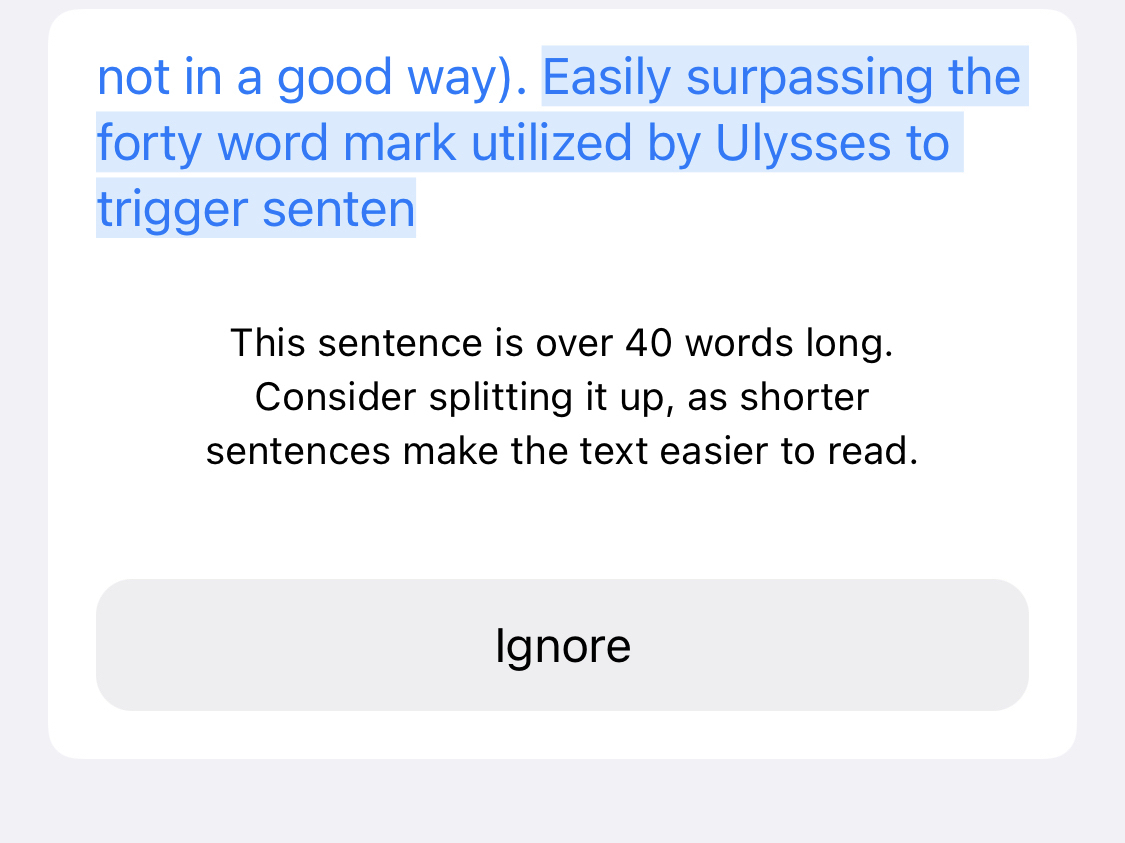 not in a good way). Easily surpassing the
forty word mark utilized by Ulysses to
trigger senten
This sentence is over 40 words long.
Consider splitting it up, as shorter
sentences make the text easier to read.
Ignore